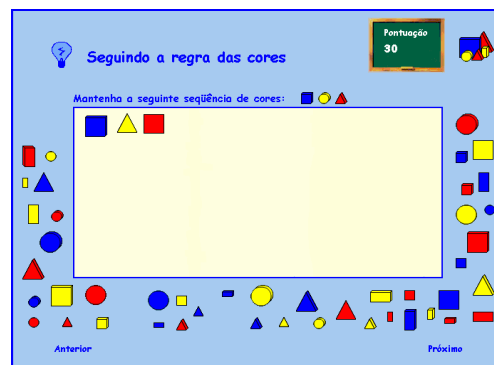 Pontuação
30
Seguindo a regra das cores
Mantenha a seguinte seqüência de cores:
Anterior
Próximo